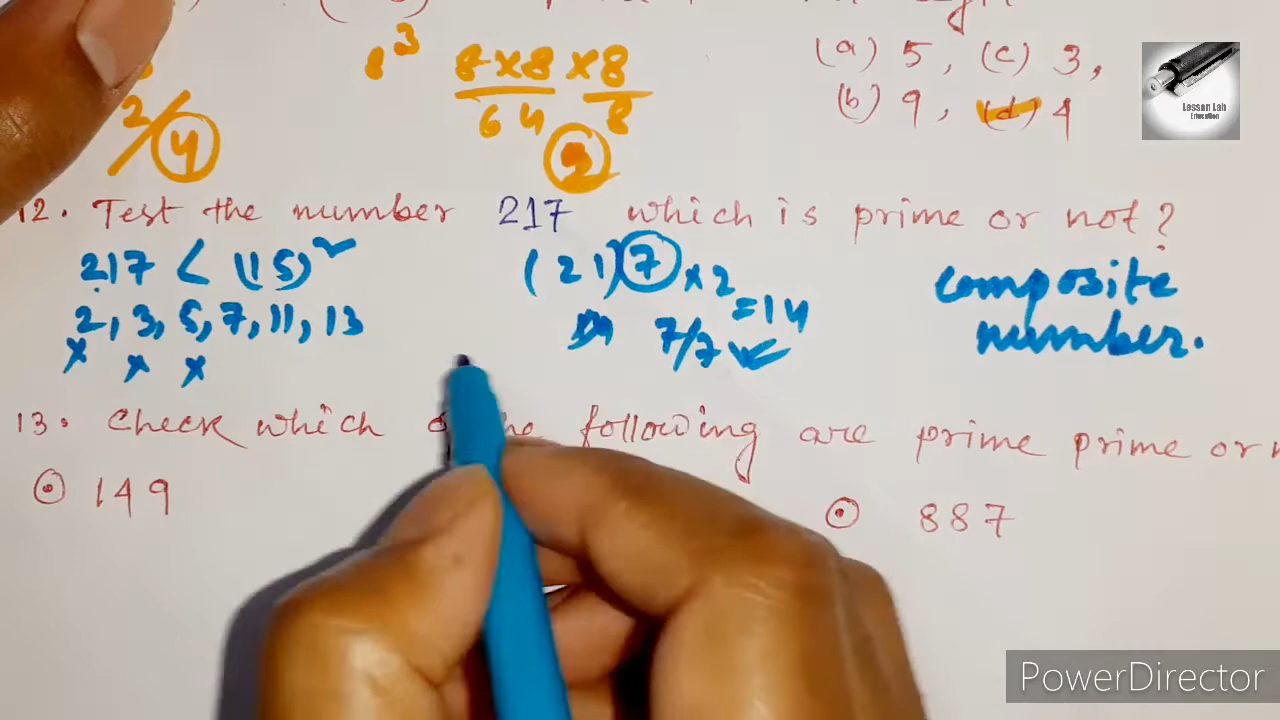 8³ 8×8×8 (a) 5, (c) 3,
2/4 64 8 (b) 9, (d) 4
2
Lesson Lab
Education
12. Test the number 217 which is prime or not?
217 < (15)² (21)7×2 composite
=14 number.
2, 3, 5, 7, 11, 13 7/7
× × ×
13. Check which following are prime prime or
149 887
PowerDirector